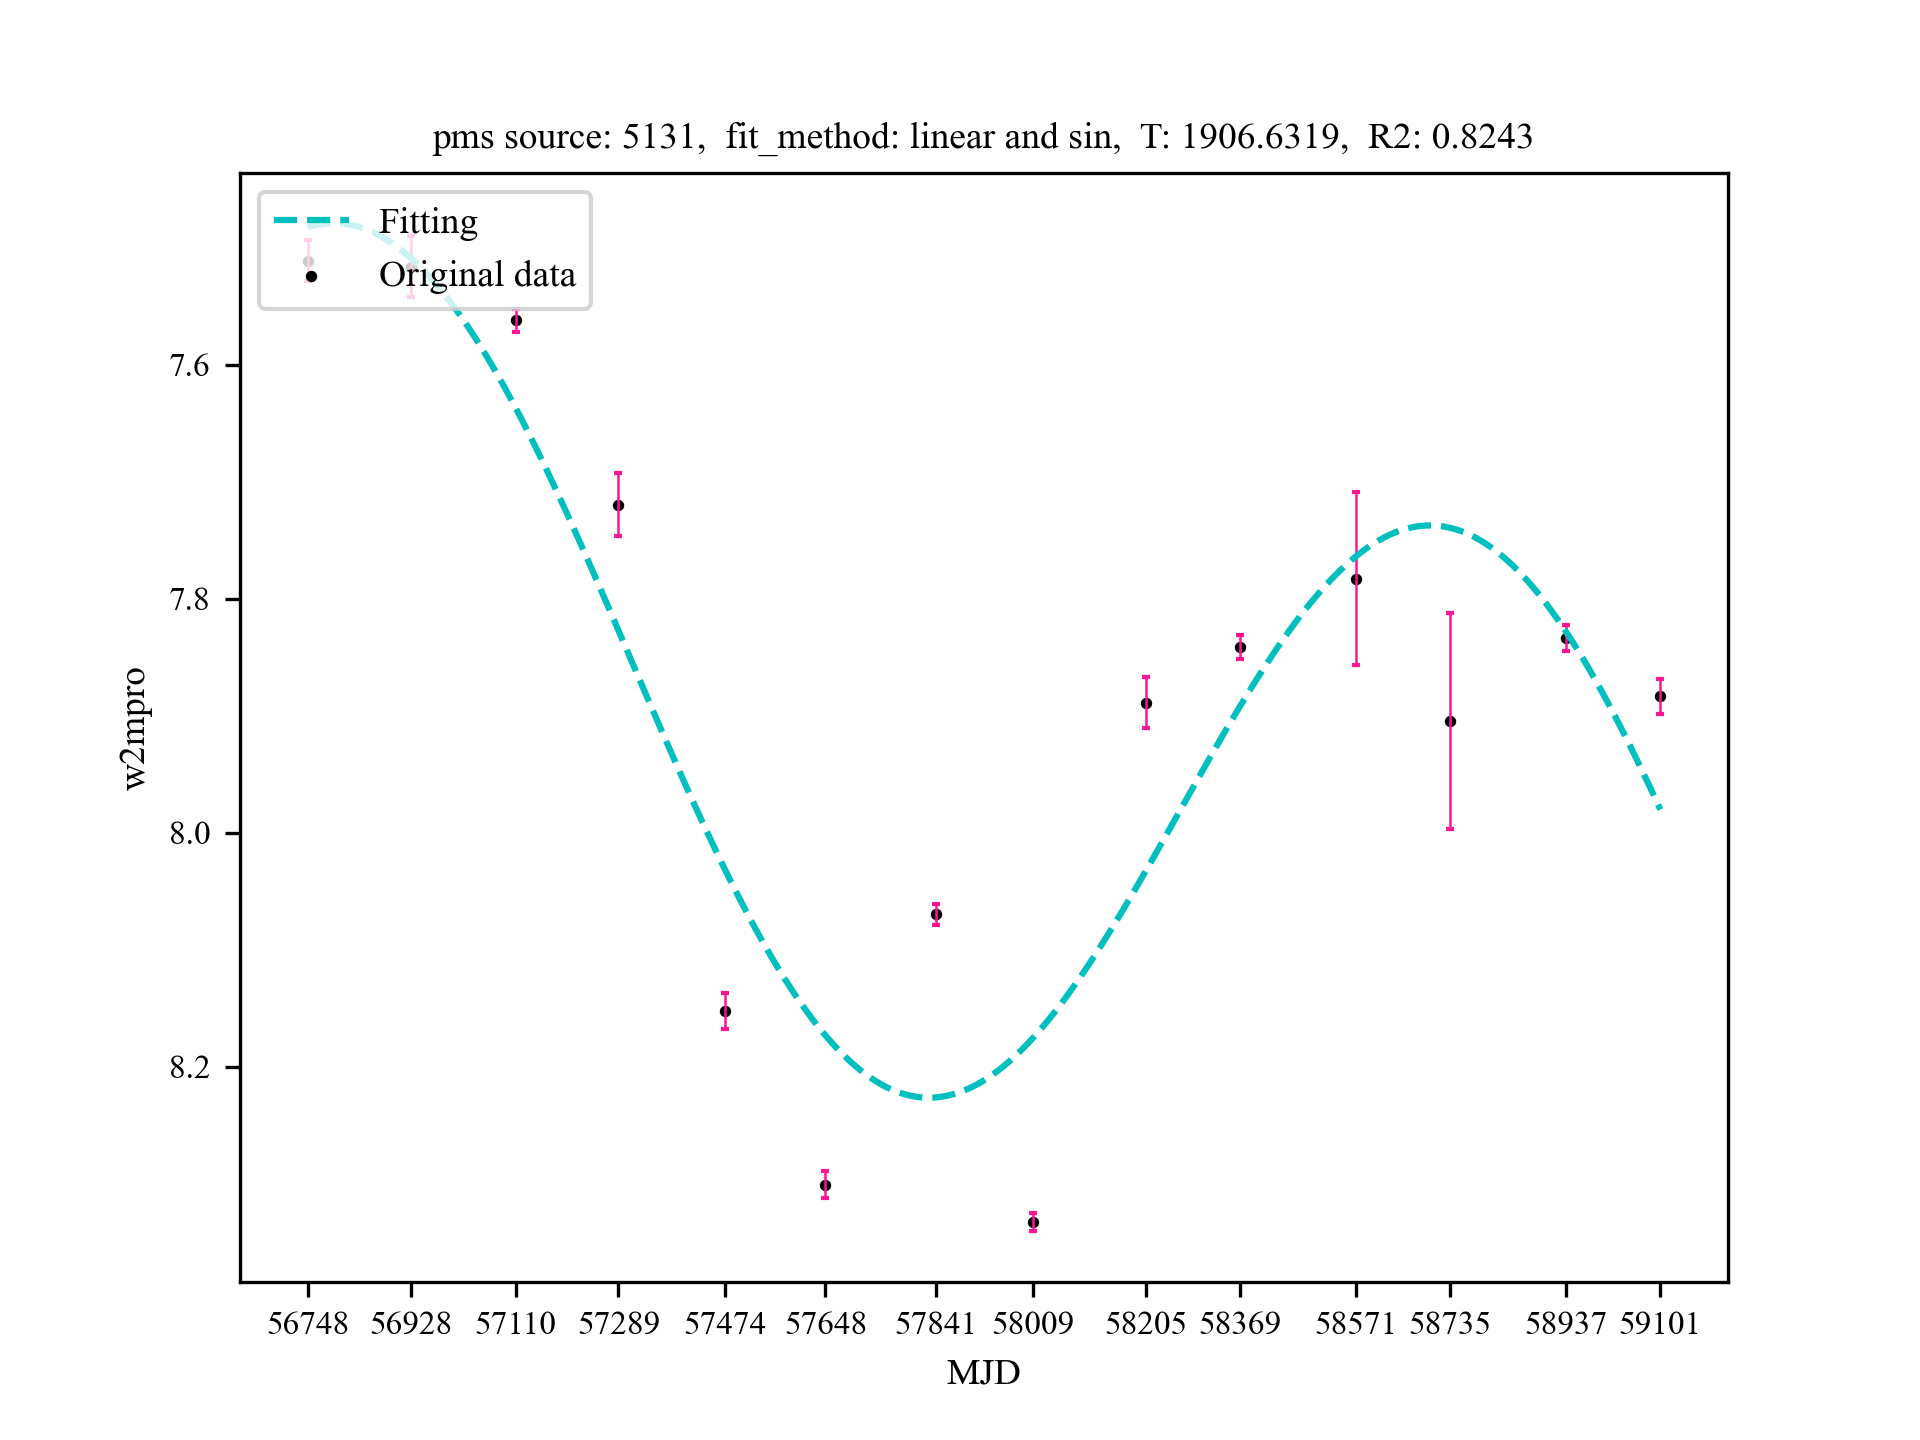 pms source: 5131, fit_method: linear and sin, T: 1906.6319, R2: 0.8243
Fitting
Original data
7.6
7.8
8.0
8.2
w2mpro
56748 56928 57110 57289 57474 57648 57841 58009 58205 58369 58571 58735 58937 59101
MJD